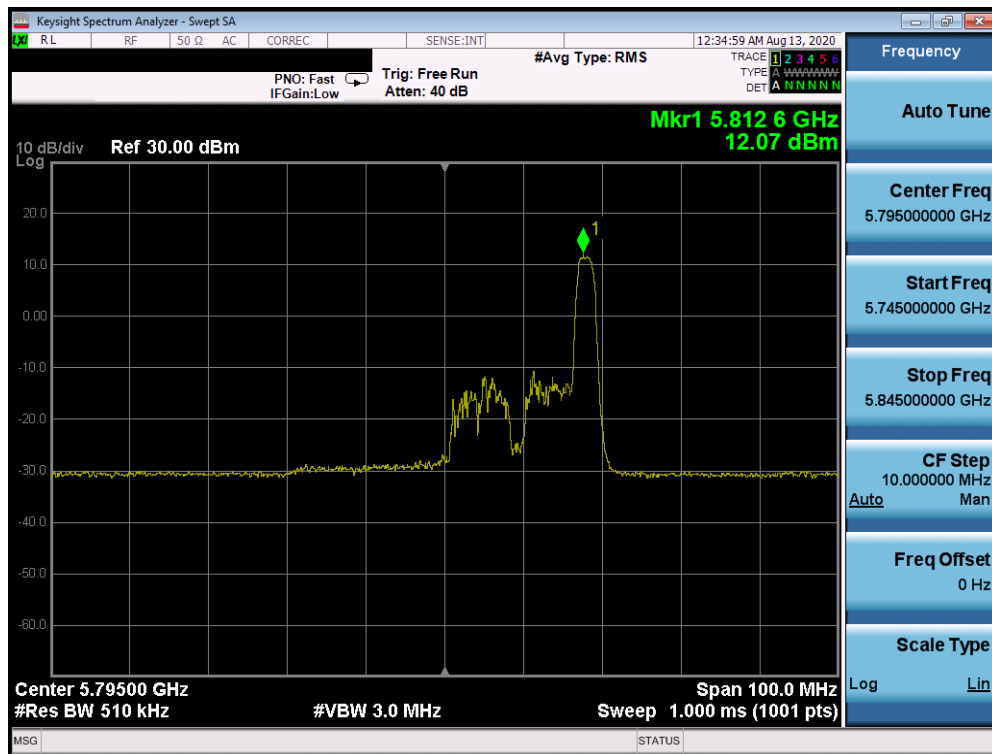 Keysight Spectrum Analyzer - Swept SA
LXI RL RF 50 Ω AC CORREC SENSE:INT 12:34:59 AM Aug 13, 2020
PNO: Fast
IFGain:Low
Trig: Free Run
Atten: 40 dB
#Avg Type: RMS
TRACE 1 2 3 4 5 6
TYPE A WWWWW
DET A N N N N N
Mkr1 5.812 6 GHz
12.07 dBm
10 dB/div
Log
Ref 30.00 dBm
1
20.0
10.0
0.00
-10.0
-20.0
-30.0
-40.0
-50.0
-60.0
Center 5.79500 GHz
#Res BW 510 kHz
#VBW 3.0 MHz
Span 100.0 MHz
Sweep 1.000 ms (1001 pts)
MSG
STATUS
Frequency
Auto Tune
Center Freq
5.795000000 GHz
Start Freq
5.745000000 GHz
Stop Freq
5.845000000 GHz
CF Step
10.000000 MHz
Auto Man
Freq Offset
0 Hz
Scale Type
Log Lin